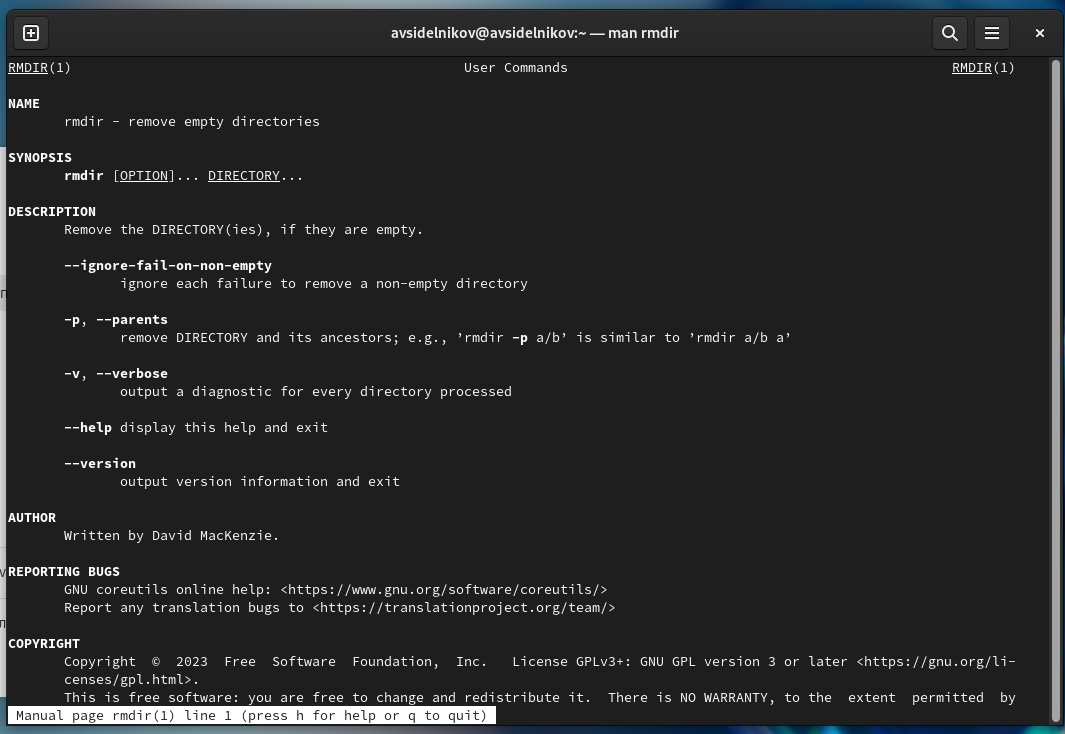 avsidelnikov@avsidelnikov:~ — man rmdir
RMDIR(1) User Commands RMDIR(1)
NAME
rmdir - remove empty directories
SYNOPSIS
rmdir [OPTION]... DIRECTORY...
DESCRIPTION
Remove the DIRECTORY(ies), if they are empty.
--ignore-fail-on-non-empty
ignore each failure to remove a non-empty directory
-p, --parents
remove DIRECTORY and its ancestors; e.g., ’rmdir -p a/b’ is similar to ’rmdir a/b a’
-v, --verbose
output a diagnostic for every directory processed
--help display this help and exit
--version
output version information and exit
AUTHOR
Written by David MacKenzie.
REPORTING BUGS
GNU coreutils online help: <https://www.gnu.org/software/coreutils/>
Report any translation bugs to <https://translationproject.org/team/>
COPYRIGHT
Copyright © 2023 Free Software Foundation, Inc. License GPLv3+: GNU GPL version 3 or later <https://gnu.org/li-
censes/gpl.html>.
This is free software: you are free to change and redistribute it. There is NO WARRANTY, to the extent permitted by
Manual page rmdir(1) line 1 (press h for help or q to quit)